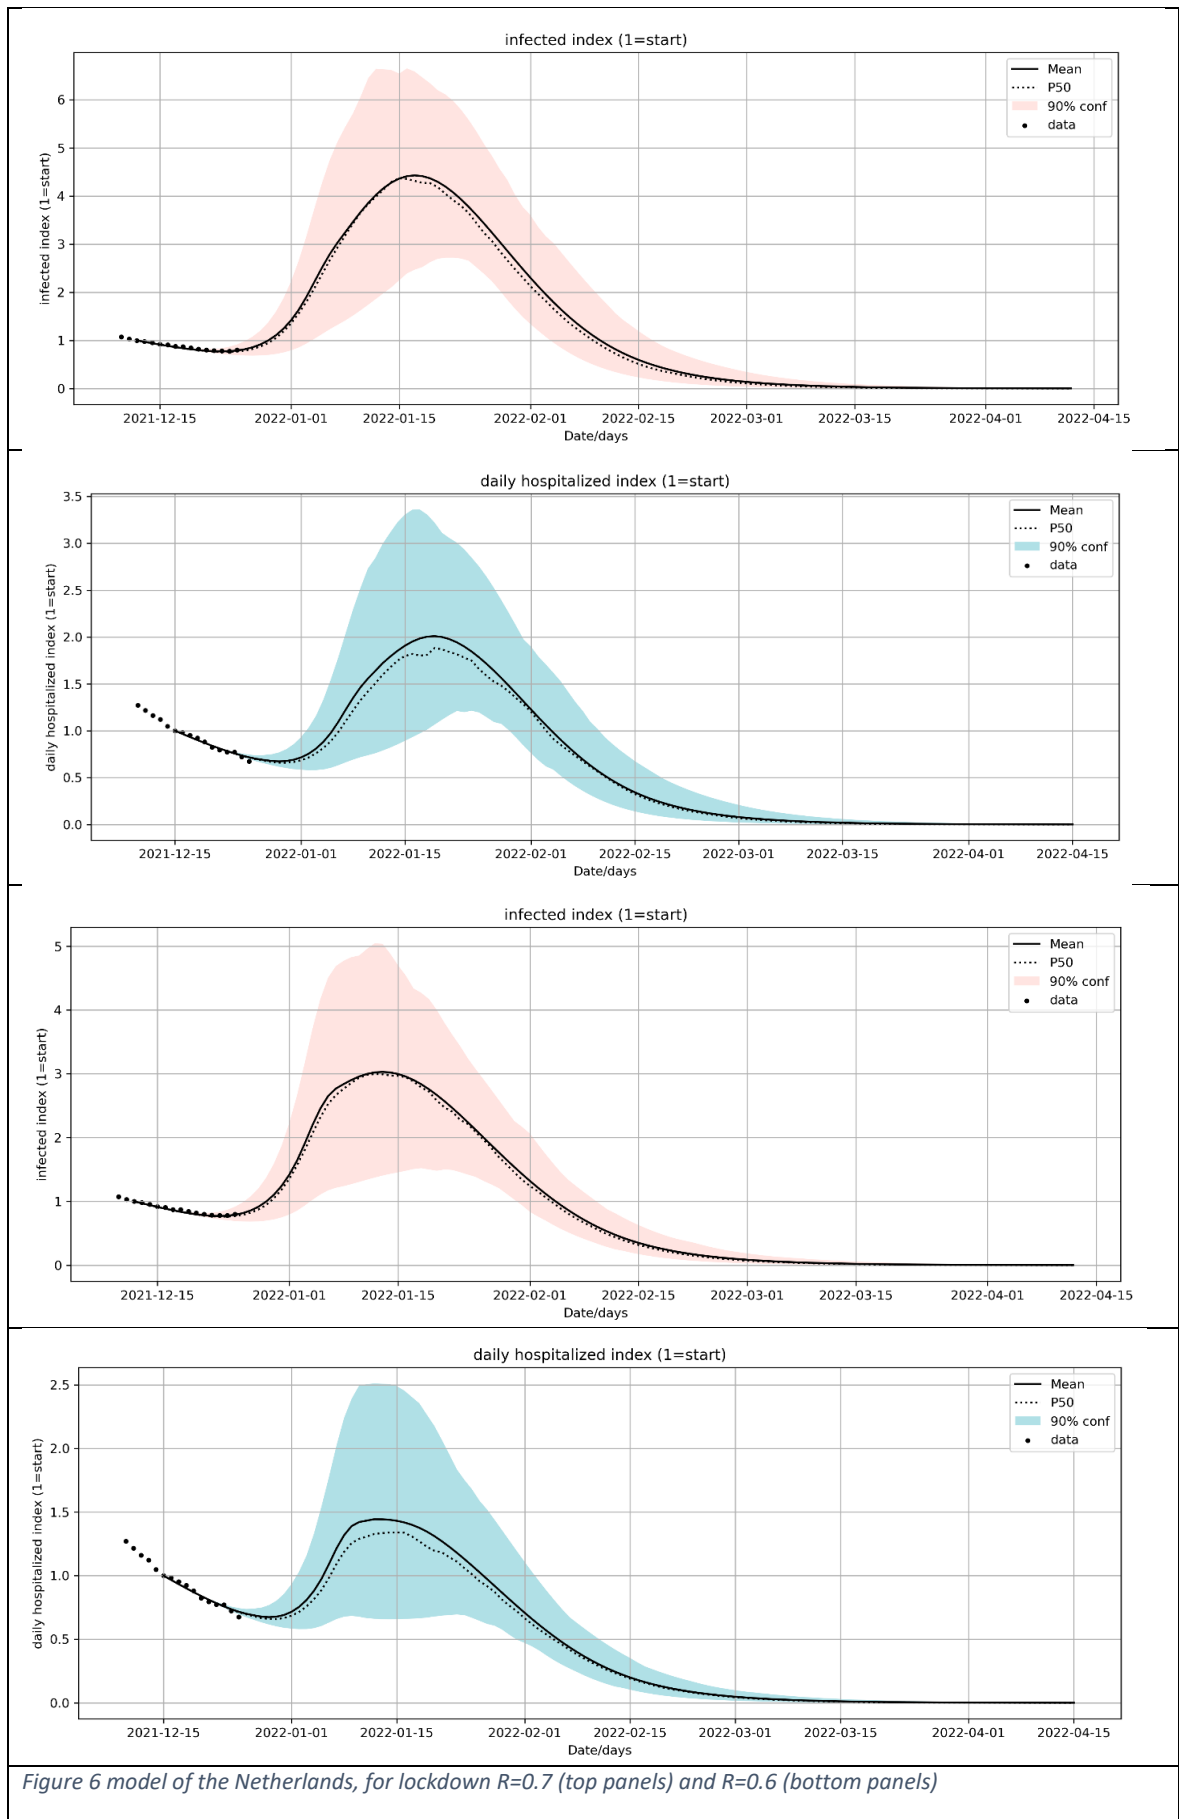 infected index (1=start)
Mean
P50
90% conf
data
6
5
4
3
2
1
0
infected index (1=start)
2021-12-15 2022-01-01 2022-01-15 2022-02-01 2022-02-15 2022-03-01 2022-03-15 2022-04-01 2022-04-15
Date/days
daily hospitalized index (1=start)
Mean
P50
90% conf
data
3.5
3.0
2.5
2.0
1.5
1.0
0.5
0.0
daily hospitalized index (1=start)
2021-12-15 2022-01-01 2022-01-15 2022-02-01 2022-02-15 2022-03-01 2022-03-15 2022-04-01 2022-04-15
Date/days
infected index (1=start)
Mean
P50
90% conf
data
5
4
3
2
1
0
infected index (1=start)
2021-12-15 2022-01-01 2022-01-15 2022-02-01 2022-02-15 2022-03-01 2022-03-15 2022-04-01 2022-04-15
Date/days
daily hospitalized index (1=start)
Mean
P50
90% conf
data
2.5
2.0
1.5
1.0
0.5
0.0
daily hospitalized index (1=start)
2021-12-15 2022-01-01 2022-01-15 2022-02-01 2022-02-15 2022-03-01 2022-03-15 2022-04-01 2022-04-15
Date/days
Figure 6 model of the Netherlands, for lockdown R=0.7 (top panels) and R=0.6 (bottom panels)